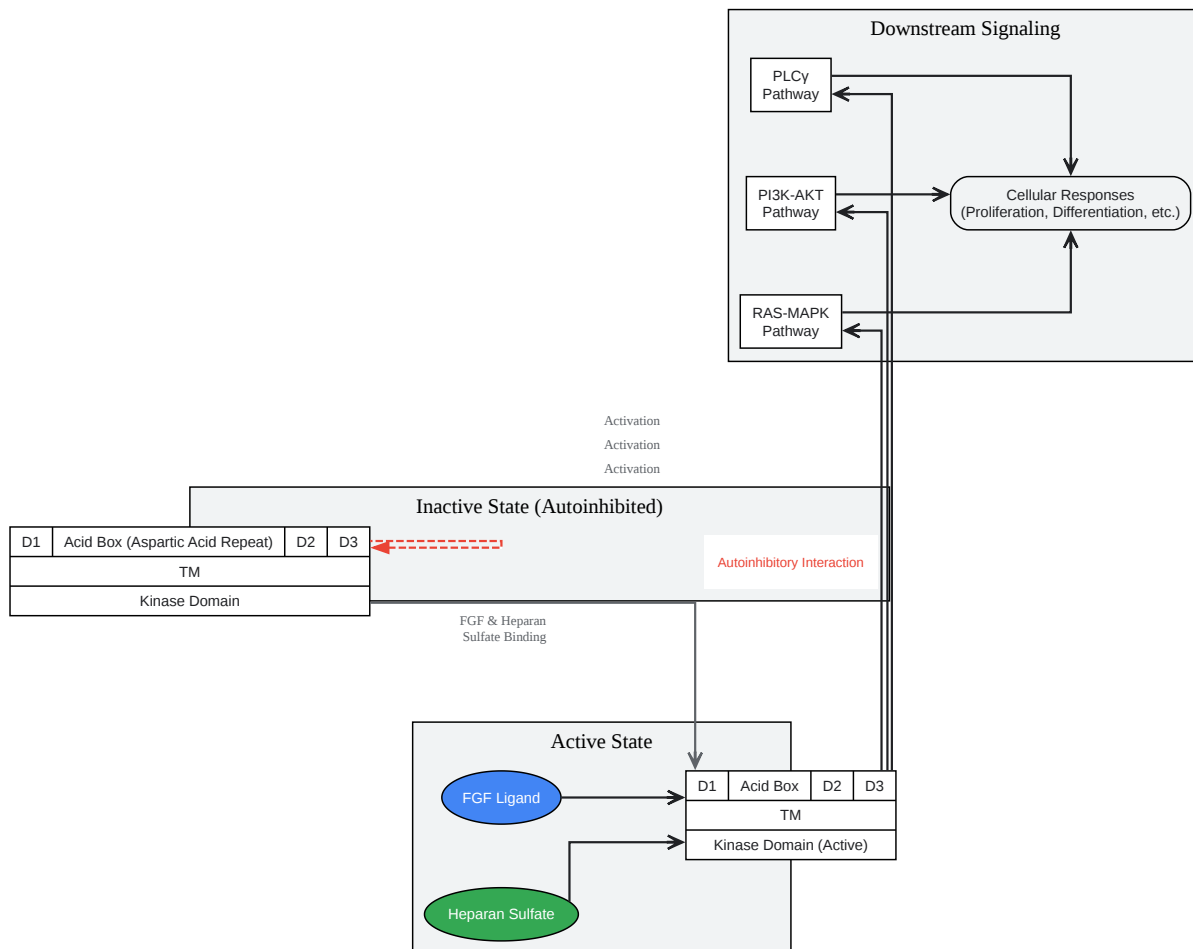 Downstream Signaling
PLCγ
Pathway
PI3K-AKT
Pathway
Cellular Responses
(Proliferation, Differentiation, etc.)
RAS-MAPK
Pathway
Activation
Activation
Activation
Inactive State (Autoinhibited)
D1
Acid Box (Aspartic Acid Repeat)
D2
D3
TM
Kinase Domain
Autoinhibitory Interaction
FGF & Heparan
Sulfate Binding
Active State
FGF Ligand
D1
Acid Box
D2
D3
TM
Kinase Domain (Active)
Heparan Sulfate